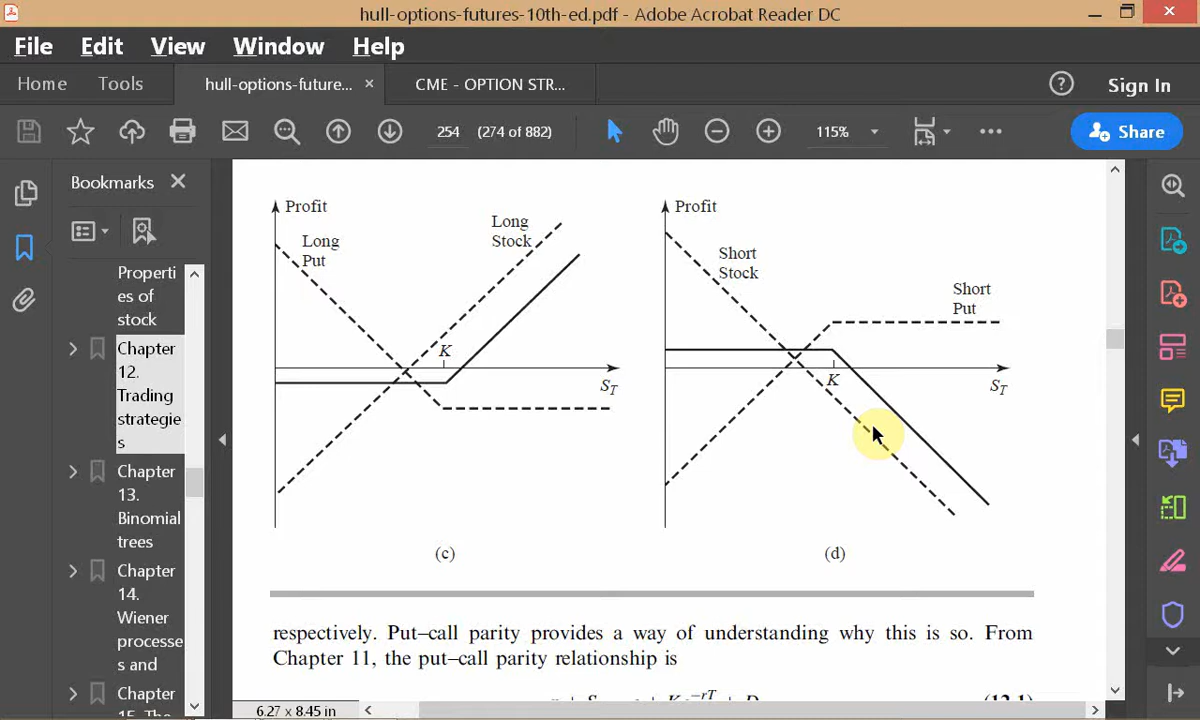 hull-options-futures-10th-ed.pdf - Adobe Acrobat Reader DC
File Edit View Window Help
Home Tools hull-options-future... × CME - OPTION STR... Sign In
254 (274 of 882) 115% Share
Bookmarks
Properti
es of
stock
Chapter
12.
Trading
strategie
s
Chapter
13.
Binomial
trees
Chapter
14.
Wiener
processe
s and
Chapter
Profit
Long
Put
Long
Stock
K
S_T
(c)
Profit
Short
Stock
Short
Put
K
S_T
(d)
respectively. Put–call parity provides a way of understanding why this is so. From
Chapter 11, the put–call parity relationship is
6.27 x 8.45 in